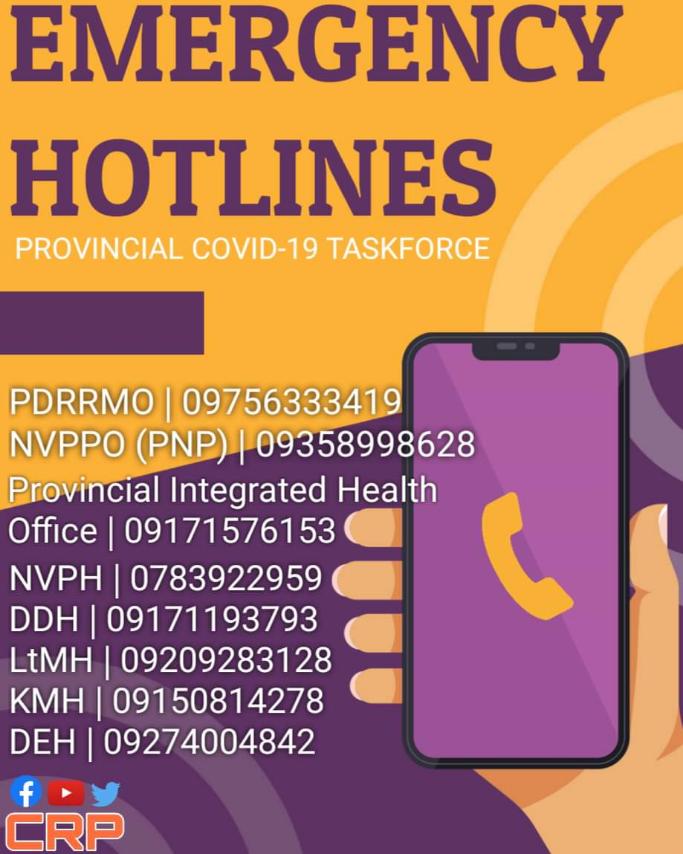 EMERGENCY
HOTLINES
PROVINCIAL COVID-19 TASKFORCE
PDRRMO | 09756333419
NVPPO (PNP) | 09358998628
Provincial Integrated Health
Office | 09171576153
NVPH | 0783922959
DDH | 09171193793
LtMH | 09209283128
KMH | 09150814278
DEH | 09274004842
CRP